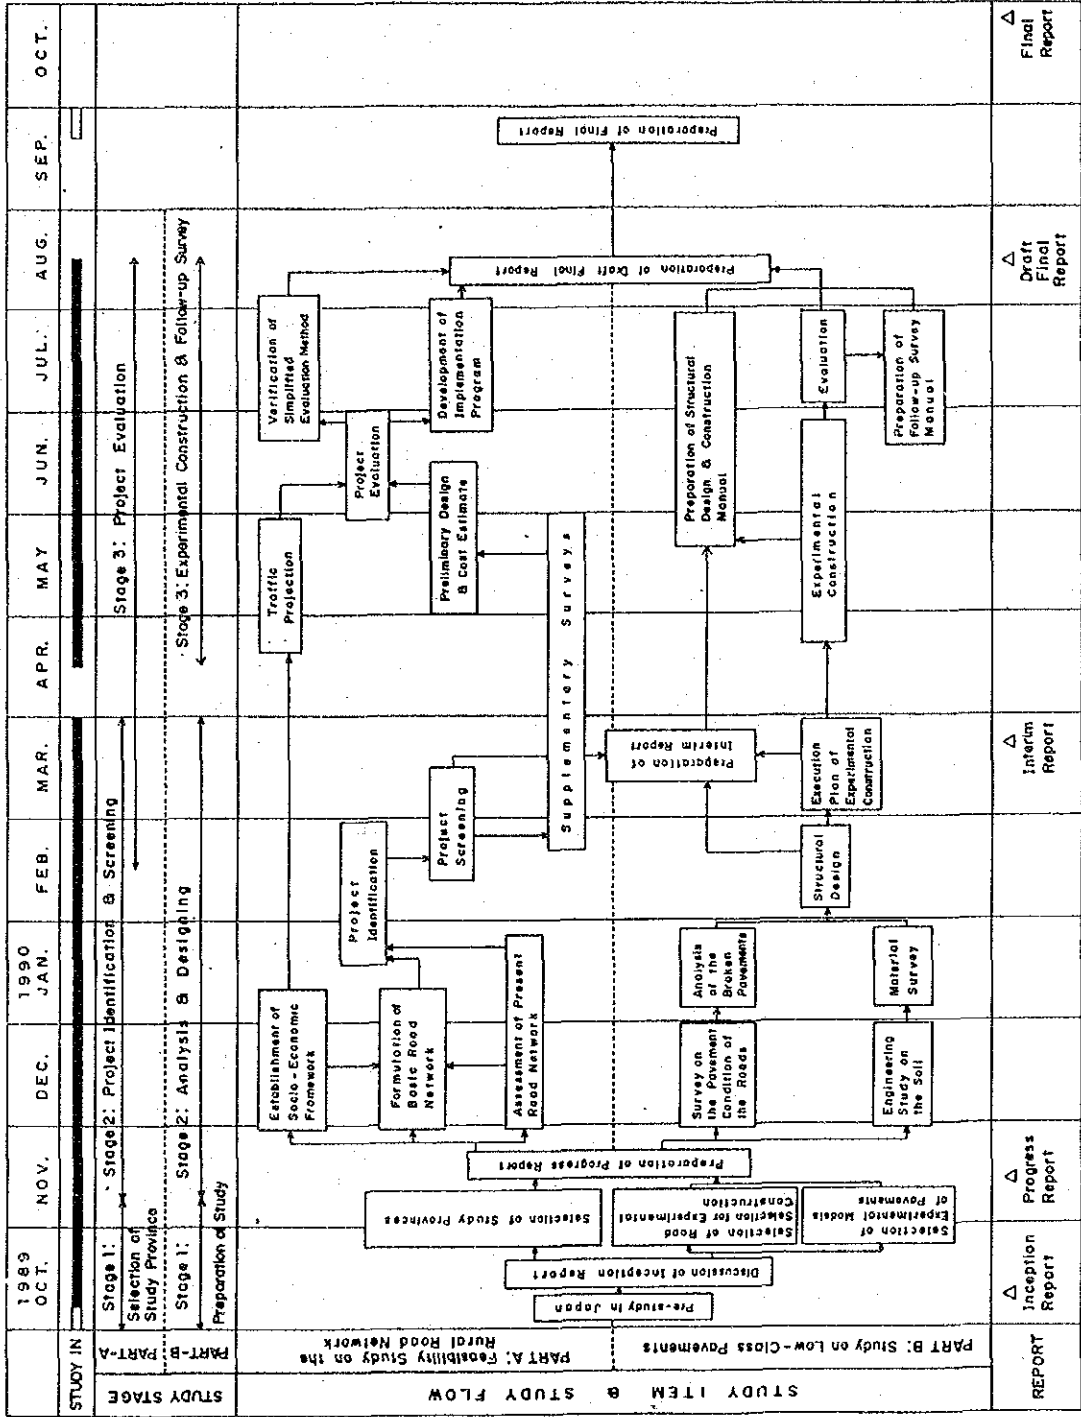 1989
1990
OCT.
NOV.
DEC.
JAN.
FEB.
MAR.
APR.
MAY
JUN.
JUL.
AUG.
SEP.
OCT.
STUDY IN
STUDY STAGE
PART-A
Stage 1:
Selection of
Study Province
Stage 2: Project Identification & Screening
Stage 3: Project Evaluation
PART-B
Stage 1:
Preparation of Study
Stage 2: Analysis & Designing
Stage 3: Experimental Construction & Follow-up Survey
STUDY ITEM & STUDY FLOW
PART A: Feasibility Study on the
Rural Road Network
PART B: Study on Low-Class Pavements
Pre-study in Japan
Discussion of Inception Report
Selection of Study Provinces
Selection of Road
Selection for Experimental
Construction
Selection of
Experimental Models
of Pavements
Preparation of Progress Report
Establishment of
Socio-Economic
Framework
Formutation of
Basic Road
Network
Assessment of Present
Road Network
Survey on
the Pavement
Condition of
the Roads
Engineering
Study on
the Soil
Analysis
of the
Broken
Pavements
Material
Survey
Project
Identification
Project
Screening
Structural
Design
Supplementary Surveys
Preparation of
Interim Report
Execution
Plan of
Experimental
Construction
Traffic
Projection
Preliminary Design
& Cost Estimate
Experimental
Construction
Project
Evaluation
Preparation of Structural
Design & Construction
Manual
Verification of
Simplified
Evaluation Method
Development of
Implementation
Program
Evaluation
Preparation of
Follow-up Survey
Manual
Preparation of Draft Final Report
Preparation of Final Report
REPORT
Inception
Report
Progress
Report
Interim
Report
Draft
Final
Report
Final
Report